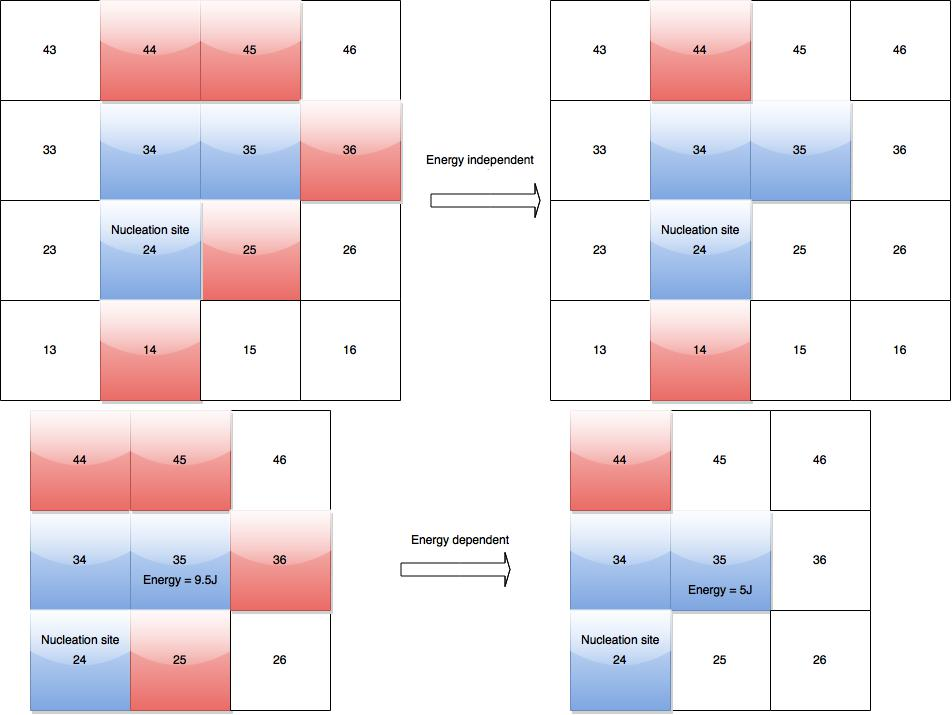 43 44 45 46
33 34 35 36
Nucleation site
23 24 25 26
13 14 15 16
Energy independent
43 44 45 46
33 34 35 36
Nucleation site
23 24 25 26
13 14 15 16
44 45 46
34 35 36
Energy = 9.5J
Nucleation site
24 25 26
Energy dependent
44 45 46
34 35 36
Energy = 5J
Nucleation site
24 25 26